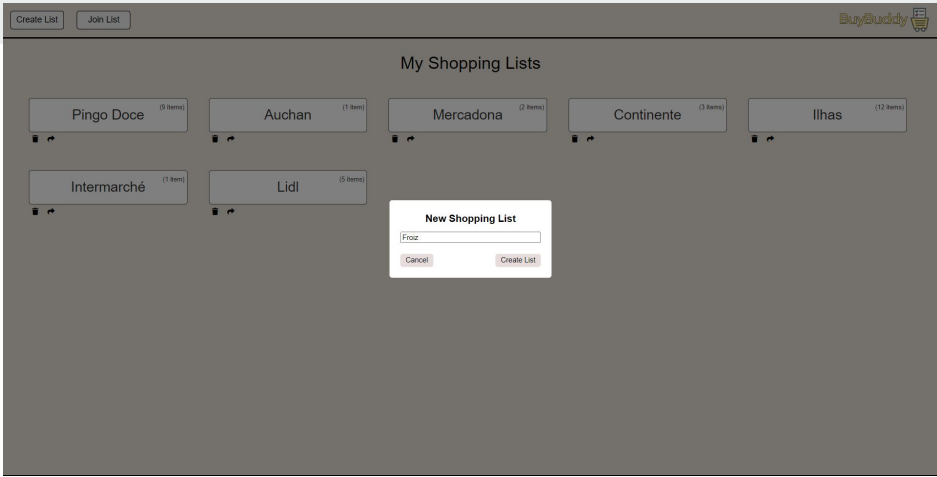 Create List
Join List
BuyBuddy
My Shopping Lists
Pingo Doce (9 items)
Auchan (1 item)
Mercadona (2 items)
Continente (3 items)
Ilhas (12 items)
Intermarché (1 item)
Lidl (5 items)
New Shopping List
Froiz
Cancel
Create List